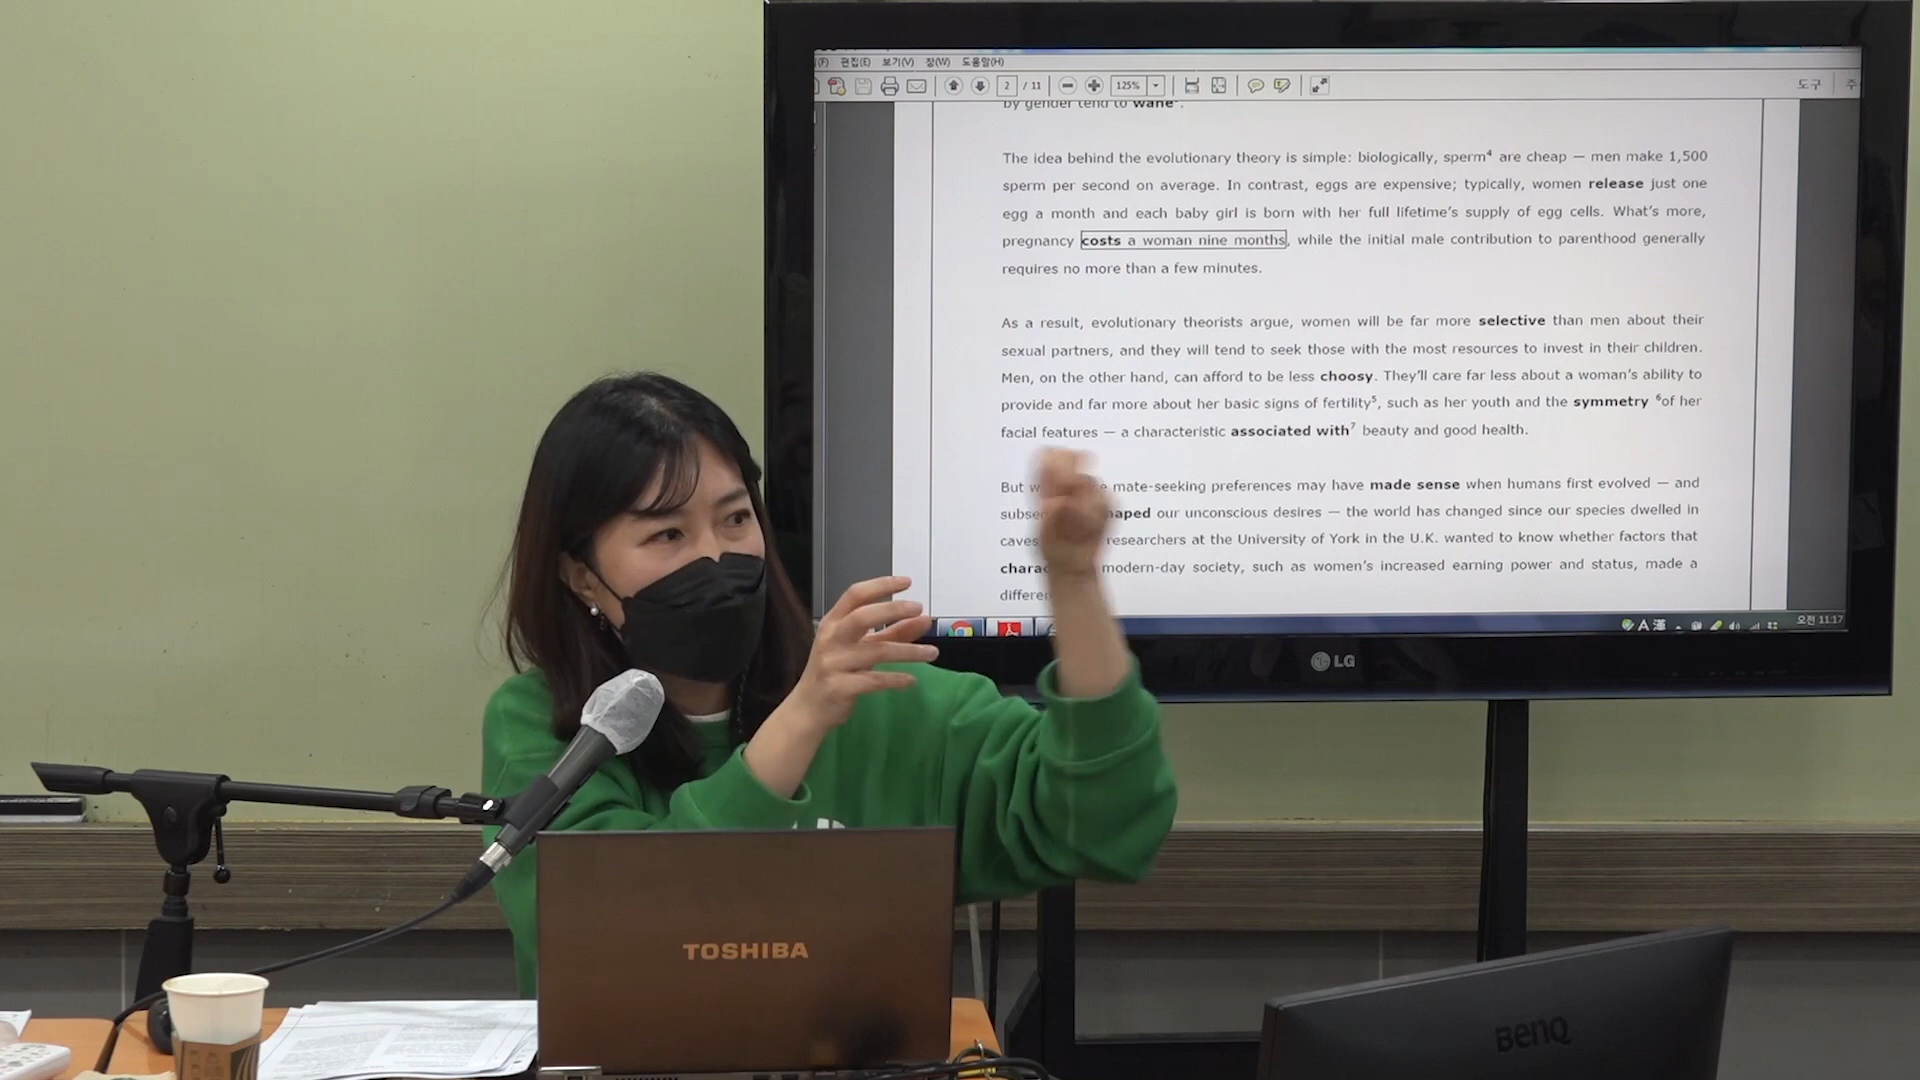 (F) 편집(E) 보기(V) 창(W) 도움말(H)
2 / 11 125% 도구
by gender tend to wane
The idea behind the evolutionary theory is simple: biologically, sperm⁴ are cheap — men make 1,500
sperm per second on average. In contrast, eggs are expensive; typically, women release just one
egg a month and each baby girl is born with her full lifetime's supply of egg cells. What's more,
pregnancy costs a woman nine months, while the initial male contribution to parenthood generally
requires no more than a few minutes.
As a result, evolutionary theorists argue, women will be far more selective than men about their
sexual partners, and they will tend to seek those with the most resources to invest in their children.
Men, on the other hand, can afford to be less choosy. They'll care far less about a woman's ability to
provide and far more about her basic signs of fertility⁵, such as her youth and the symmetry ⁶of her
facial features — a characteristic associated with⁷ beauty and good health.
But mate-seeking preferences may have made sense when humans first evolved — and
our unconscious desires — the world has changed since our species dwelled in
caves researchers at the University of York in the U.K. wanted to know whether factors that
modern-day society, such as women's increased earning power and status, made a
A 漢 오전 11:17
LG
TOSHIBA
BenQ